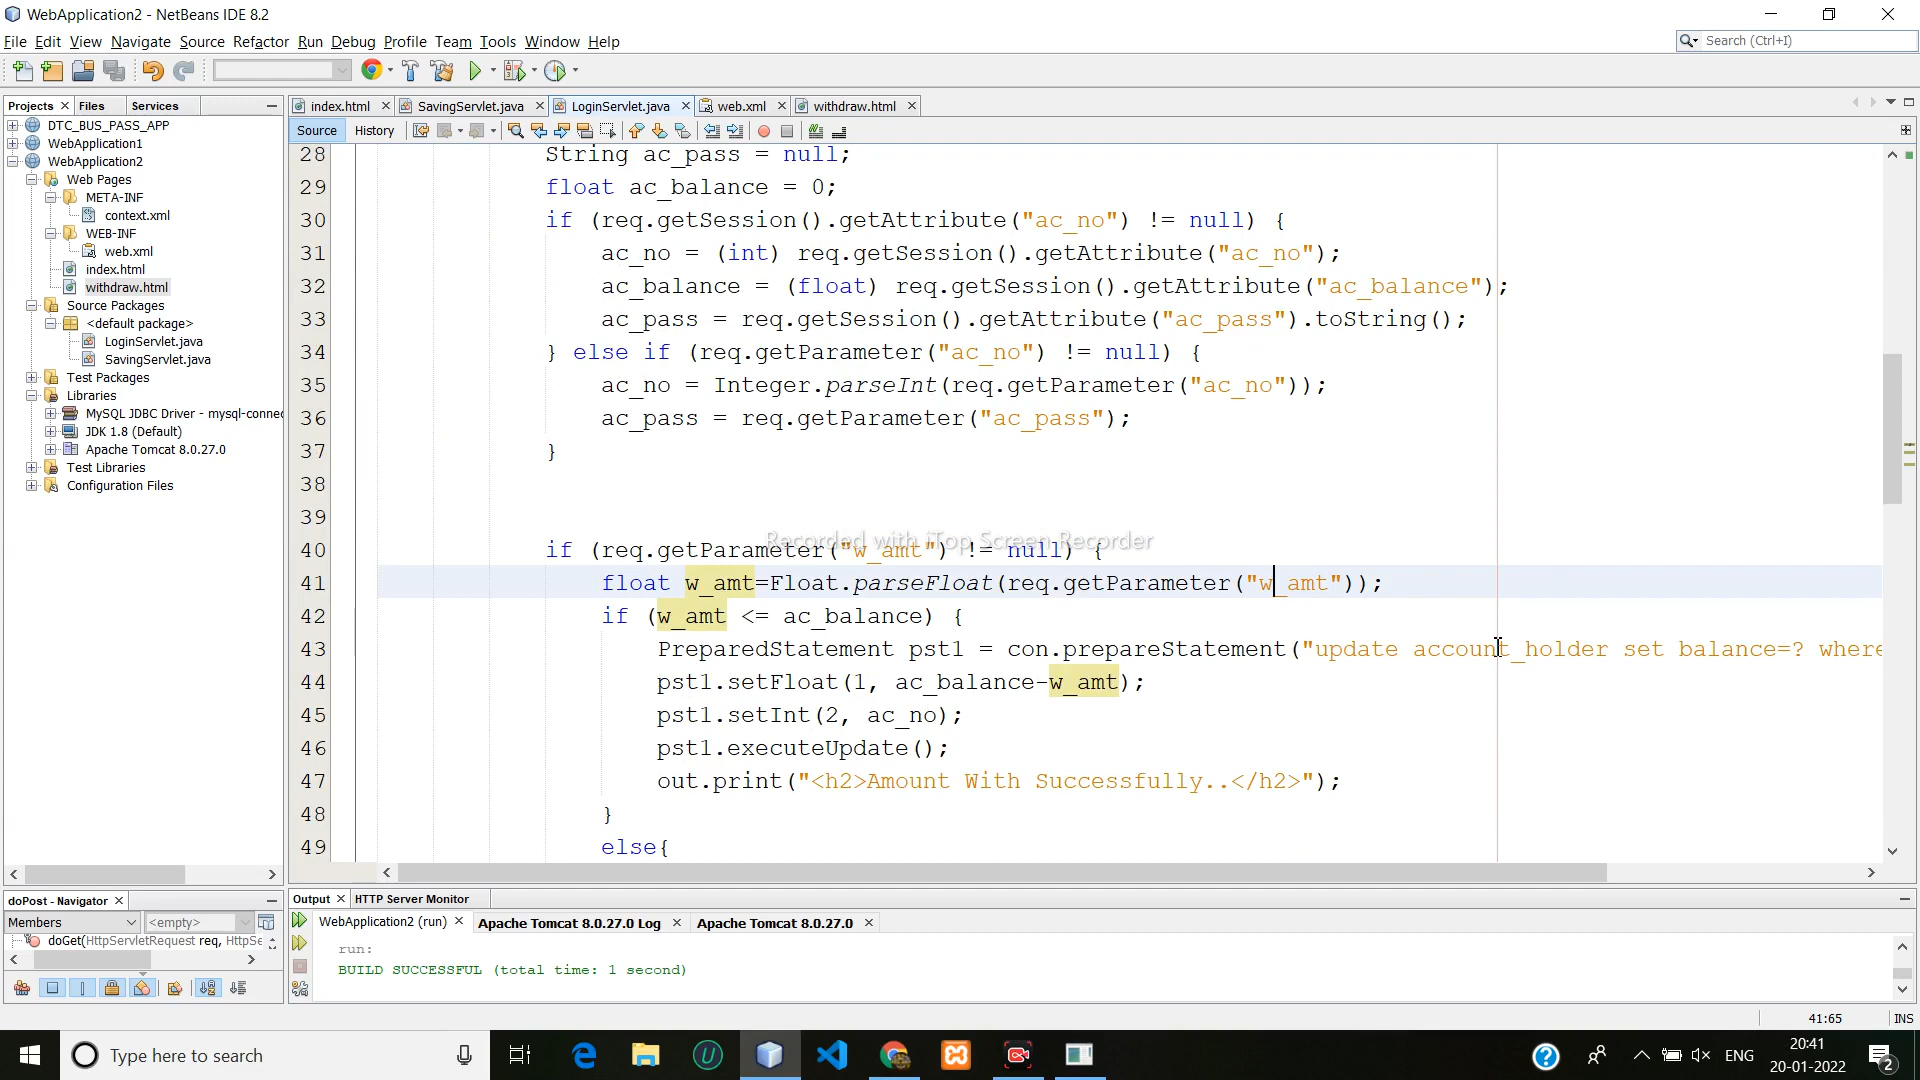 WebApplication2 - NetBeans IDE 8.2
File Edit View Navigate Source Refactor Run Debug Profile Team Tools Window Help
Search (Ctrl+I)
Projects Files Services
index.html SavingServlet.java LoginServlet.java web.xml withdraw.html
Source History
DTC_BUS_PASS_APP
WebApplication1
WebApplication2
Web Pages
META-INF
context.xml
WEB-INF
web.xml
index.html
withdraw.html
Source Packages
<default package>
LoginServlet.java
SavingServlet.java
Test Packages
Libraries
MySQL JDBC Driver - mysql-connec
JDK 1.8 (Default)
Apache Tomcat 8.0.27.0
Test Libraries
Configuration Files
28 String ac_pass = null;
29 float ac_balance = 0;
30 if (req.getSession().getAttribute("ac_no") != null) {
31 ac_no = (int) req.getSession().getAttribute("ac_no");
32 ac_balance = (float) req.getSession().getAttribute("ac_balance");
33 ac_pass = req.getSession().getAttribute("ac_pass").toString();
34 } else if (req.getParameter("ac_no") != null) {
35 ac_no = Integer.parseInt(req.getParameter("ac_no"));
36 ac_pass = req.getParameter("ac_pass");
37 }
38
39
Recorded with iTop Screen Recorder
40 if (req.getParameter("w_amt") != null) {
41 float w_amt=Float.parseFloat(req.getParameter("w_amt"));
42 if (w_amt <= ac_balance) {
43 PreparedStatement pst1 = con.prepareStatement("update account_holder set balance=? where
44 pst1.setFloat(1, ac_balance-w_amt);
45 pst1.setInt(2, ac_no);
46 pst1.executeUpdate();
47 out.print("<h2>Amount With Successfully..</h2>");
48 }
49 else{
doPost - Navigator
Members <empty>
doGet(HttpServletRequest req, HttpSe
Output HTTP Server Monitor
WebApplication2 (run) Apache Tomcat 8.0.27.0 Log Apache Tomcat 8.0.27.0
run:
BUILD SUCCESSFUL (total time: 1 second)
41:65 INS
Type here to search
ENG
20:41
20-01-2022
2